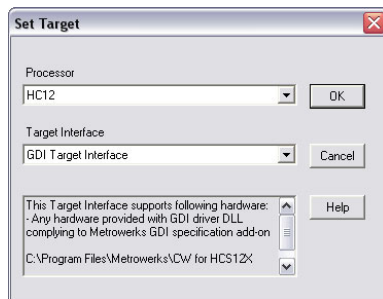 Set Target
Processor
HC12
OK
Target Interface
GDI Target Interface
Cancel
This Target Interface supports following hardware:
- Any hardware provided with GDI driver DLL
complying to Metrowerks GDI specification add-on
Help
C:\Program Files\Metrowerks\CW for HCS12X